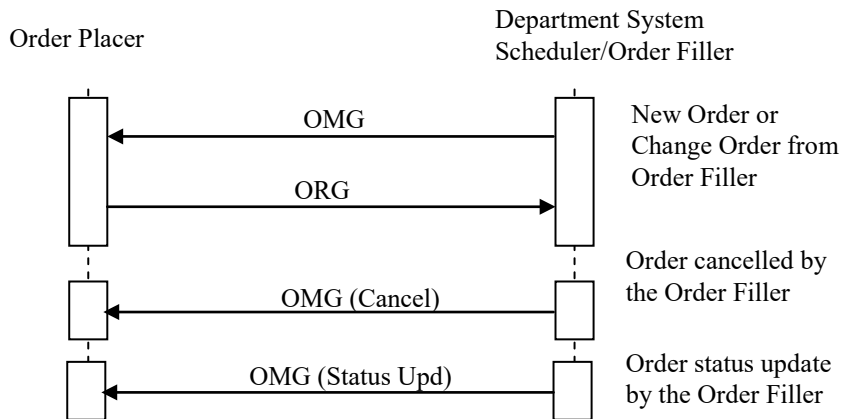 Order Placer
Department System
Scheduler/Order Filler
OMG
New Order or
Change Order from
Order Filler
ORG
Order cancelled by
the Order Filler
OMG (Cancel)
Order status update
by the Order Filler
OMG (Status Upd)